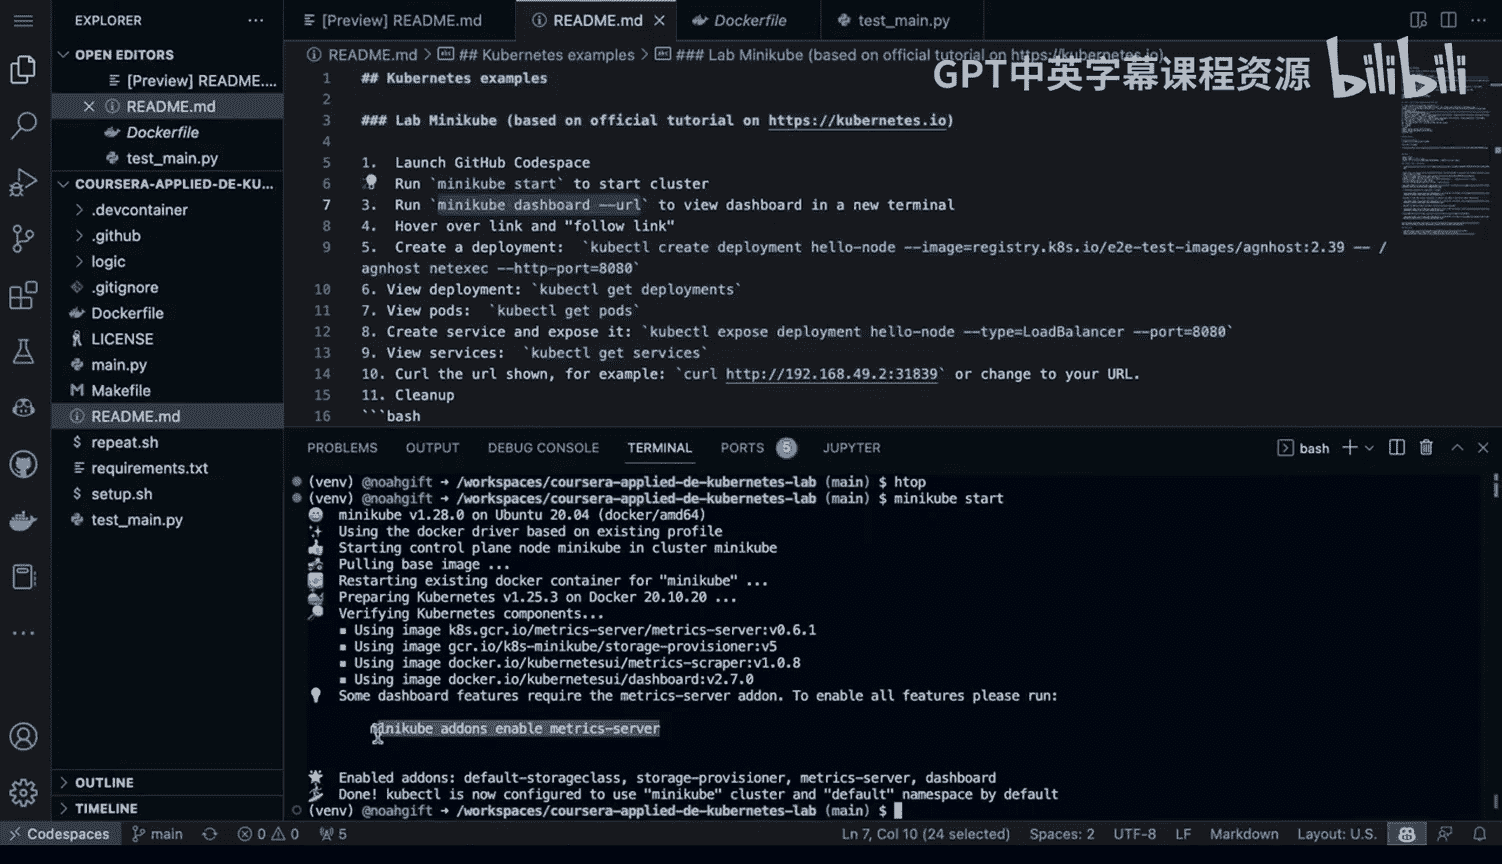 EXPLORER
[Preview] README.md
README.md
Dockerfile
test_main.py
OPEN EDITORS
[Preview] README....
README.md
Dockerfile
test_main.py
COURSERA-APPLIED-DE-KU...
.devcontainer
.github
logic
.gitignore
Dockerfile
LICENSE
main.py
Makefile
README.md
repeat.sh
requirements.txt
setup.sh
test_main.py
OUTLINE
TIMELINE
README.md > ## Kubernetes examples > ### Lab Minikube (based on official tutorial on https://kubernetes.io)
GPT中英字幕课程资源 bilibili
1 ## Kubernetes examples
2
3 ### Lab Minikube (based on official tutorial on https://kubernetes.io)
4
5 1. Launch GitHub Codespace
6 Run `minikube start` to start cluster
7 3. Run `minikube dashboard --url` to view dashboard in a new terminal
8 4. Hover over link and "follow link"
9 5. Create a deployment: `kubectl create deployment hello-node --image=registry.k8s.io/e2e-test-images/agnhost:2.39 -- /
agnhost netexec --http-port=8080`
10 6. View deployment: `kubectl get deployments`
11 7. View pods: `kubectl get pods`
12 8. Create service and expose it: `kubectl expose deployment hello-node --type=LoadBalancer --port=8080`
13 9. View services: `kubectl get services`
14 10. Curl the url shown, for example: `curl http://192.168.49.2:31839` or change to your URL.
15 11. Cleanup
16 ```bash
PROBLEMS OUTPUT DEBUG CONSOLE TERMINAL PORTS 5 JUPYTER
bash
(venv) @noahgift → /workspaces/coursera-applied-de-kubernetes-lab (main) $ htop
(venv) @noahgift → /workspaces/coursera-applied-de-kubernetes-lab (main) $ minikube start
minikube v1.28.0 on Ubuntu 20.04 (docker/amd64)
Using the docker driver based on existing profile
Starting control plane node minikube in cluster minikube
Pulling base image ...
Restarting existing docker container for "minikube" ...
Preparing Kubernetes v1.25.3 on Docker 20.10.20 ...
Verifying Kubernetes components...
▪ Using image k8s.gcr.io/metrics-server/metrics-server:v0.6.1
▪ Using image gcr.io/k8s-minikube/storage-provisioner:v5
▪ Using image docker.io/kubernetesui/metrics-scraper:v1.0.8
▪ Using image docker.io/kubernetesui/dashboard:v2.7.0
Some dashboard features require the metrics-server addon. To enable all features please run:
minikube addons enable metrics-server
Enabled addons: default-storageclass, storage-provisioner, metrics-server, dashboard
Done! kubectl is now configured to use "minikube" cluster and "default" namespace by default
(venv) @noahgift → /workspaces/coursera-applied-de-kubernetes-lab (main) $
Codespaces main 0 0 5 Ln 7, Col 10 (24 selected) Spaces: 2 UTF-8 LF Markdown Layout: U.S.